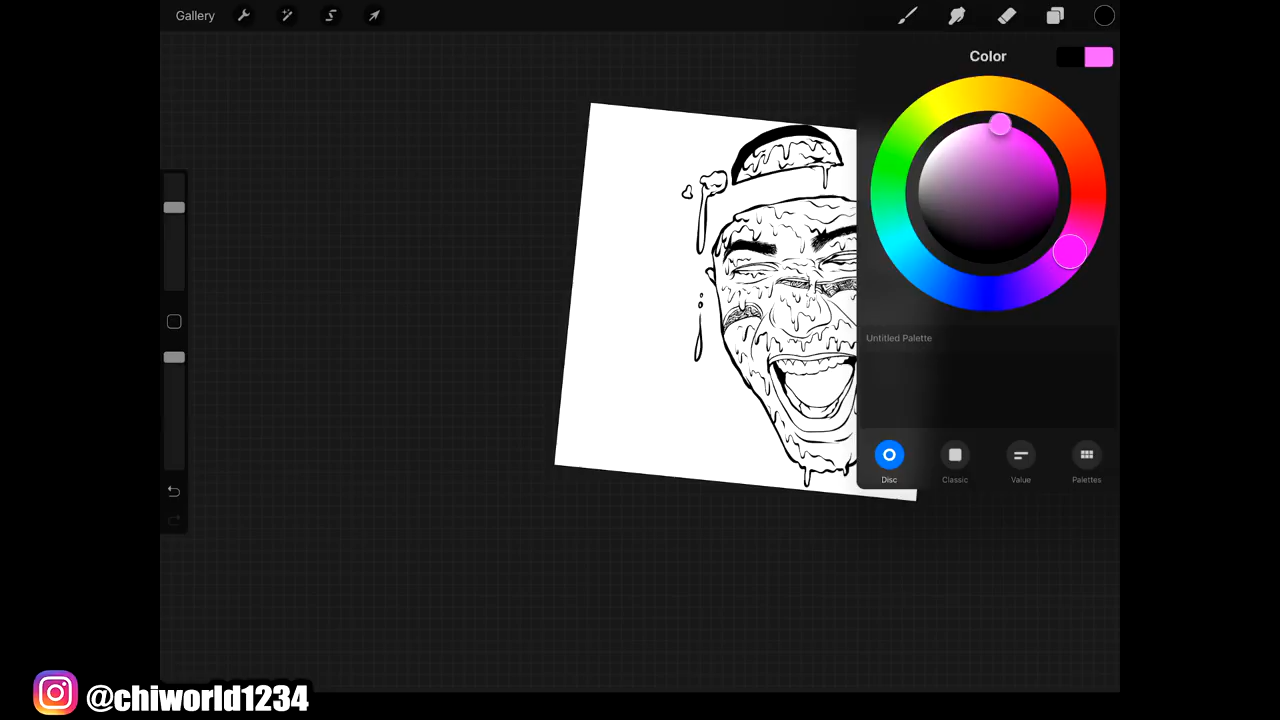 Gallery
Color
Untitled Palette
Disc Classic Value Palettes
@chiworld1234